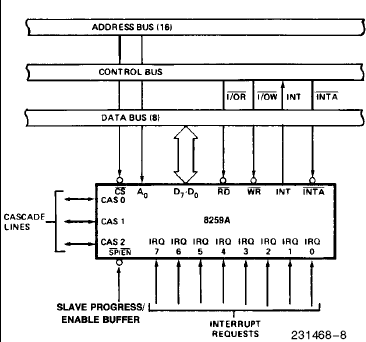 ADDRESS BUS (16)
CONTROL BUS
I/OR I/OW INT INTA
DATA BUS (8)
CS A0 D7-D0 RD WR INT INTA
CAS 0
CASCADE LINES
CAS 1
8259A
CAS 2
IRQ IRQ IRQ IRQ IRQ IRQ IRQ IRQ
SP/EN
7 6 5 4 3 2 1 0
SLAVE PROGRESS/
ENABLE BUFFER
INTERRUPT
REQUESTS
231468-8